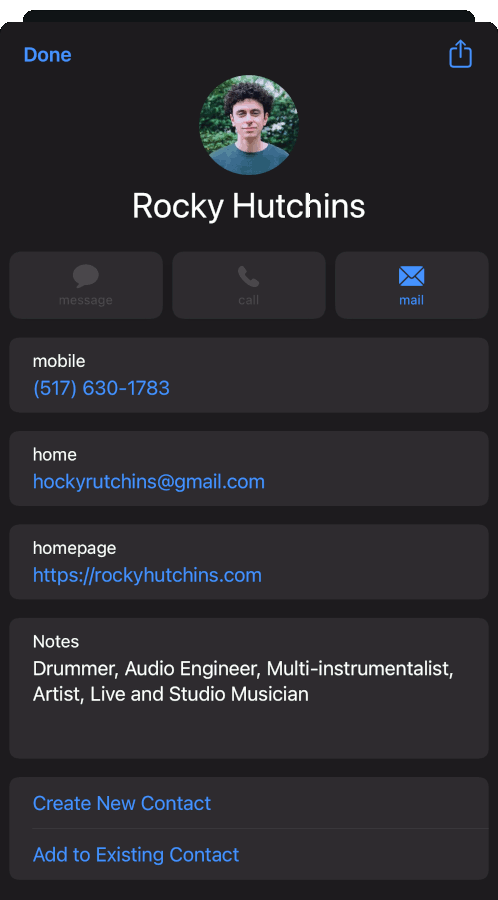 Done
Rocky Hutchins
message
call
mail
mobile
(517) 630-1783
home
hockyrutchins@gmail.com
homepage
https://rockyhutchins.com
Notes
Drummer, Audio Engineer, Multi-instrumentalist,
Artist, Live and Studio Musician
Create New Contact
Add to Existing Contact